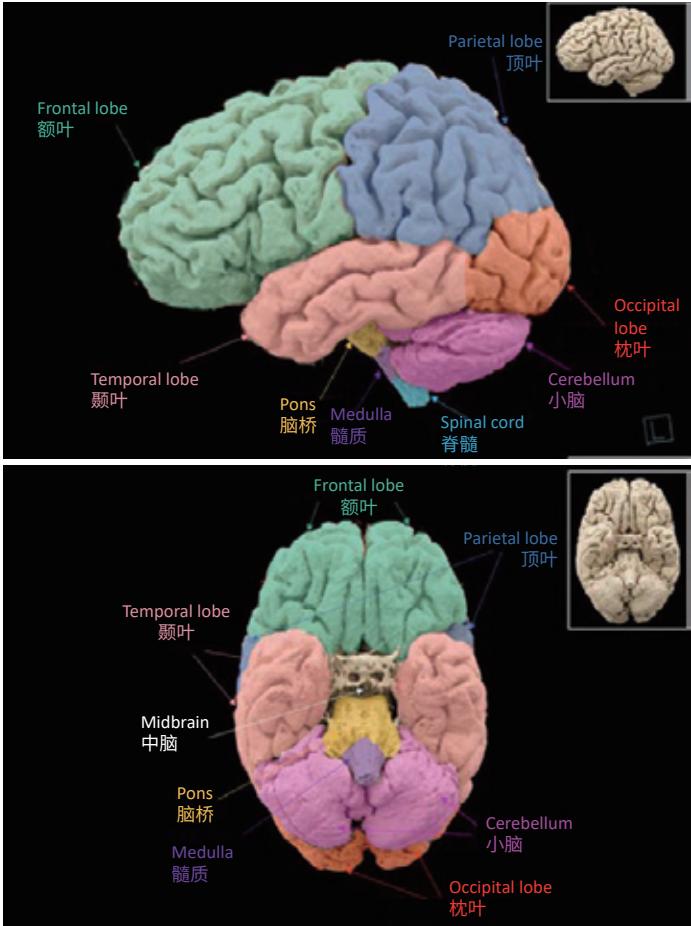 Parietal lobe
顶叶
Frontal lobe
额叶
Occipital
lobe
枕叶
Temporal lobe
颞叶
Cerebellum
小脑
Pons
脑桥
Medulla
髓质
Spinal cord
脊髓
L
Frontal lobe
额叶
Parietal lobe
顶叶
Temporal lobe
颞叶
Midbrain
中脑
Pons
脑桥
Cerebellum
小脑
Medulla
髓质
Occipital lobe
枕叶